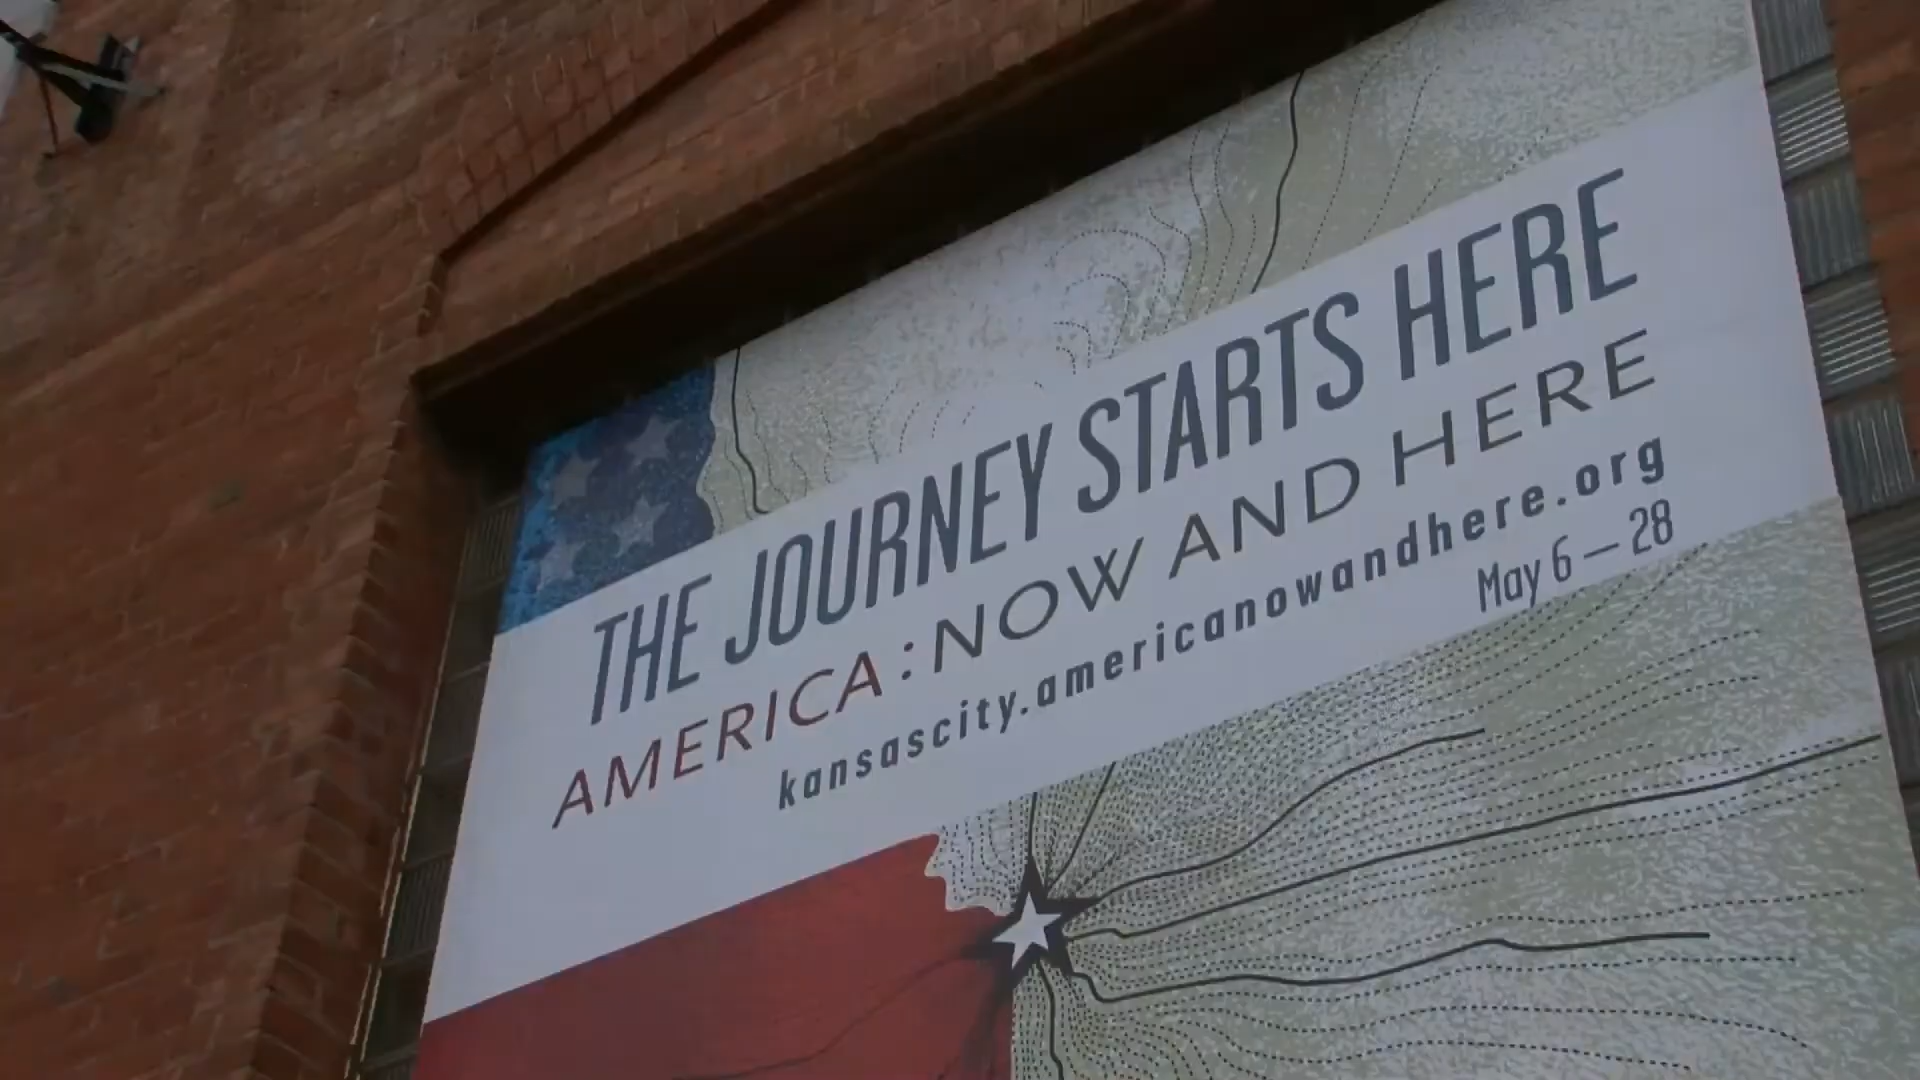 THE JOURNEY STARTS HERE
AMERICA: NOW AND HERE
kansascity.americanowandhere.org
May 6 — 28